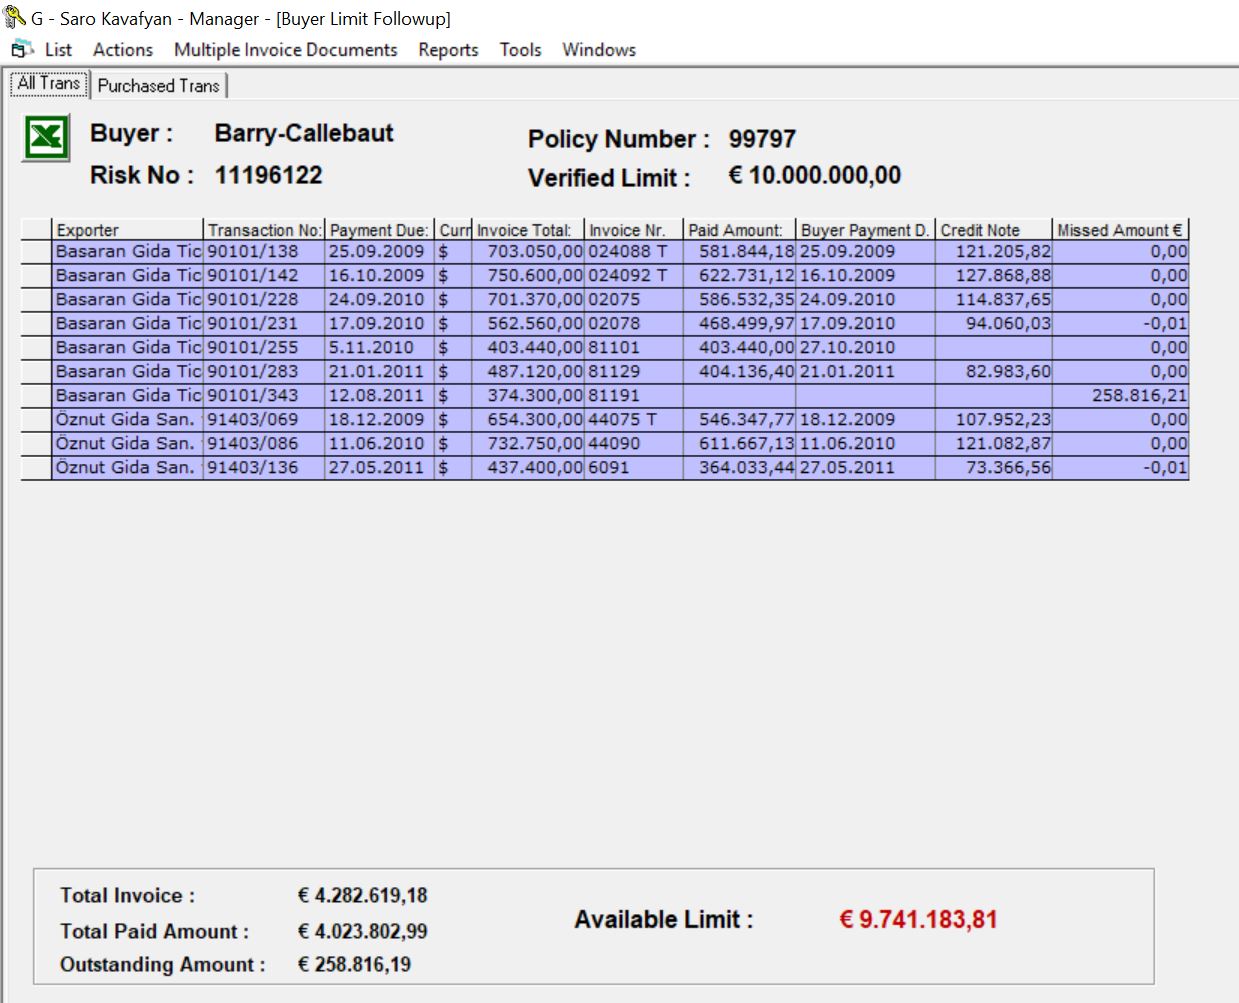 G - Saro Kavafyan - Manager - [Buyer Limit Followup]
List Actions Multiple Invoice Documents Reports Tools Windows
All Trans Purchased Trans
Buyer : Barry-Callebaut Policy Number : 99797
Risk No : 11196122 Verified Limit : € 10.000.000,00
Exporter Transaction No: Payment Due: Curr Invoice Total: Invoice Nr. Paid Amount: Buyer Payment D. Credit Note Missed Amount €
Basaran Gida Tic 90101/138 25.09.2009 $ 703.050,00 024088 T 581.844,18 25.09.2009 121.205,82 0,00
Basaran Gida Tic 90101/142 16.10.2009 $ 750.600,00 024092 T 622.731,12 16.10.2009 127.868,88 0,00
Basaran Gida Tic 90101/228 24.09.2010 $ 701.370,00 02075 586.532,35 24.09.2010 114.837,65 0,00
Basaran Gida Tic 90101/231 17.09.2010 $ 562.560,00 02078 468.499,97 17.09.2010 94.060,03 -0,01
Basaran Gida Tic 90101/255 5.11.2010 $ 403.440,00 81101 403.440,00 27.10.2010 0,00
Basaran Gida Tic 90101/283 21.01.2011 $ 487.120,00 81129 404.136,40 21.01.2011 82.983,60 0,00
Basaran Gida Tic 90101/343 12.08.2011 $ 374.300,00 81191 258.816,21
Öznut Gida San. 91403/069 18.12.2009 $ 654.300,00 44075 T 546.347,77 18.12.2009 107.952,23 0,00
Öznut Gida San. 91403/086 11.06.2010 $ 732.750,00 44090 611.667,13 11.06.2010 121.082,87 0,00
Öznut Gida San. 91403/136 27.05.2011 $ 437.400,00 6091 364.033,44 27.05.2011 73.366,56 -0,01
Total Invoice : € 4.282.619,18
Total Paid Amount : € 4.023.802,99
Outstanding Amount : € 258.816,19
Available Limit : € 9.741.183,81